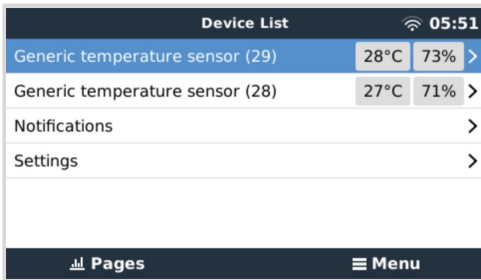 Device List 05:51
Generic temperature sensor (29) 28°C 73%
Generic temperature sensor (28) 27°C 71%
Notifications
Settings
Pages Menu